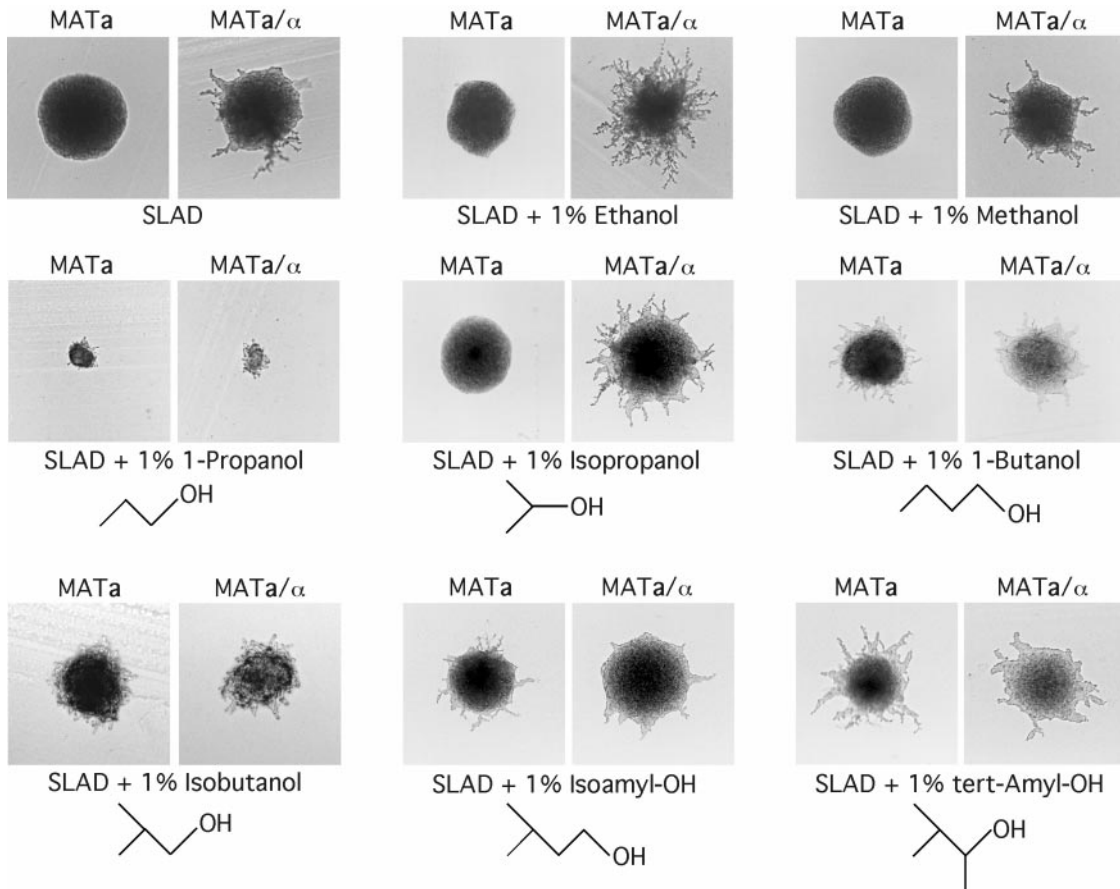 MATa MATa/α MATa MATa/α MATa MATa/α
SLAD SLAD + 1% Ethanol SLAD + 1% Methanol
MATa MATa/α MATa MATa/α MATa MATa/α
SLAD + 1% 1-Propanol SLAD + 1% Isopropanol SLAD + 1% 1-Butanol
OH OH OH
MATa MATa/α MATa MATa/α MATa MATa/α
SLAD + 1% Isobutanol SLAD + 1% Isoamyl-OH SLAD + 1% tert-Amyl-OH
OH OH OH